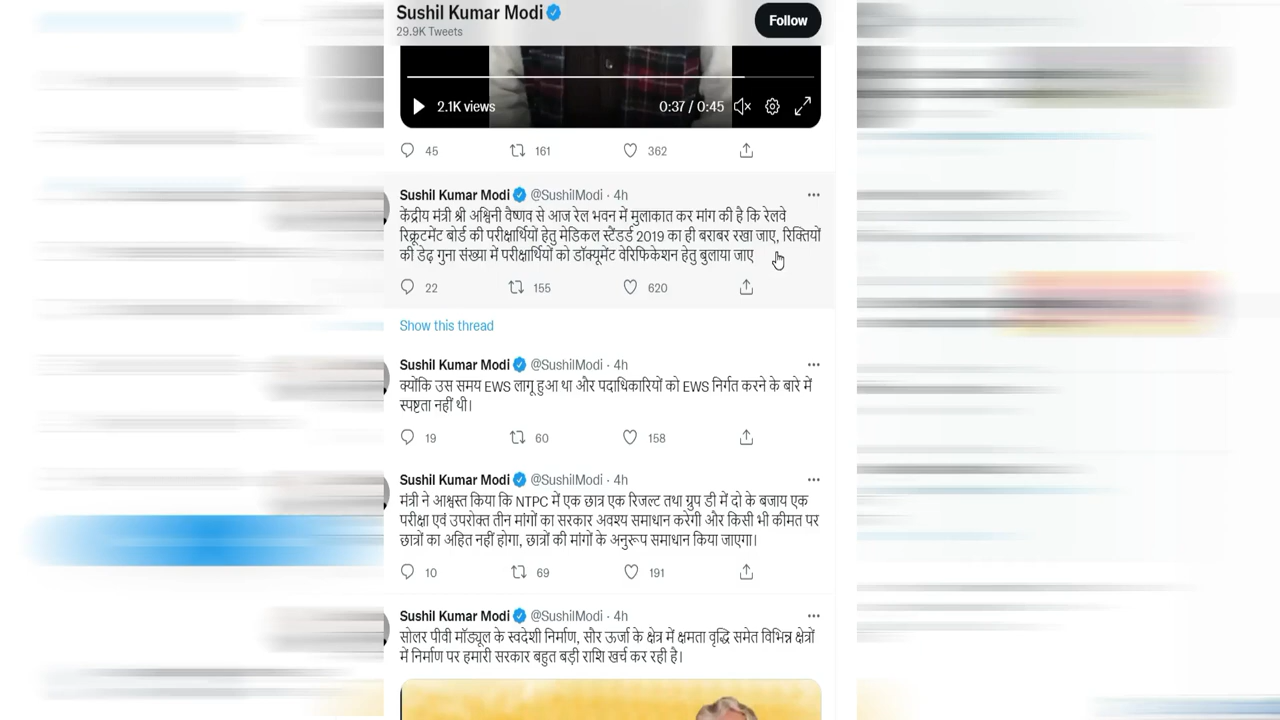 Sushil Kumar Modi
29.9K Tweets
Follow
2.1K views
0:37 / 0:45
45 161 362
Sushil Kumar Modi @SushilModi · 4h
केंद्रीय मंत्री श्री अश्विनी वैष्णव से आज रेल भवन में मुलाकात कर मांग की है कि रेलवे
रिक्रूटमेंट बोर्ड की परीक्षार्थियों हेतु मेडिकल स्टैंडर्ड 2019 का ही बराबर रखा जाए, रिक्तियों
की डेढ़ गुना संख्या में परीक्षार्थियों को डॉक्यूमेंट वेरिफिकेशन हेतु बुलाया जाए
22 155 620
Show this thread
Sushil Kumar Modi @SushilModi · 4h
क्योंकि उस समय EWS लागू हुआ था और पदाधिकारियों को EWS निर्गत करने के बारे में
स्पष्टता नहीं थी।
19 60 158
Sushil Kumar Modi @SushilModi · 4h
मंत्री ने आश्वस्त किया कि NTPC में एक छात्र एक रिजल्ट तथा ग्रुप डी में दो के बजाय एक
परीक्षा एवं उपरोक्त तीन मांगों का सरकार अवश्य समाधान करेगी और किसी भी कीमत पर
छात्रों का अहित नहीं होगा, छात्रों की मांगों के अनुरूप समाधान किया जाएगा।
10 69 191
Sushil Kumar Modi @SushilModi · 4h
सोलर पीवी मॉड्यूल के स्वदेशी निर्माण, सौर ऊर्जा के क्षेत्र में क्षमता वृद्धि समेत विभिन्न क्षेत्रों
में निर्माण पर हमारी सरकार बहुत बड़ी राशि खर्च कर रही है।